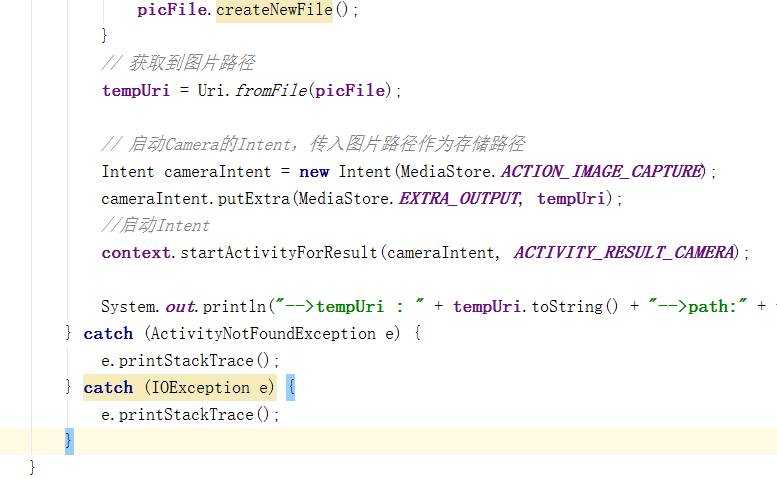 picFile.createNewFile();
}
// 获取到图片路径
tempUri = Uri.fromFile(picFile);
// 启动Camera的Intent，传入图片路径作为存储路径
Intent cameraIntent = new Intent(MediaStore.ACTION_IMAGE_CAPTURE);
cameraIntent.putExtra(MediaStore.EXTRA_OUTPUT, tempUri);
//启动Intent
context.startActivityForResult(cameraIntent, ACTIVITY_RESULT_CAMERA);
System.out.println("-->tempUri : " + tempUri.toString() + "-->path:" +
} catch (ActivityNotFoundException e) {
e.printStackTrace();
} catch (IOException e) {
e.printStackTrace();
}
}